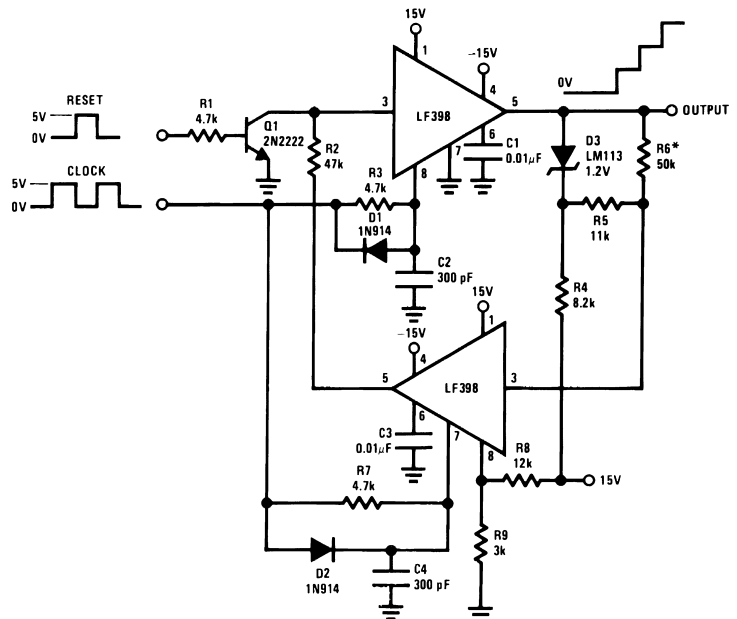 15V
1
−15V
4
0V
RESET
5V
0V
R1
4.7k
Q1
2N2222
3
LF398
5
OUTPUT
6
7
C1
0.01µF
D3
LM113
1.2V
R6*
50k
R2
47k
CLOCK
5V
0V
R3
4.7k
8
D1
1N914
R5
11k
C2
300 pF
R4
8.2k
15V
1
−15V
4
5
LF398
3
6
7
8
C3
0.01µF
R8
12k
15V
R7
4.7k
R9
3k
D2
1N914
C4
300 pF